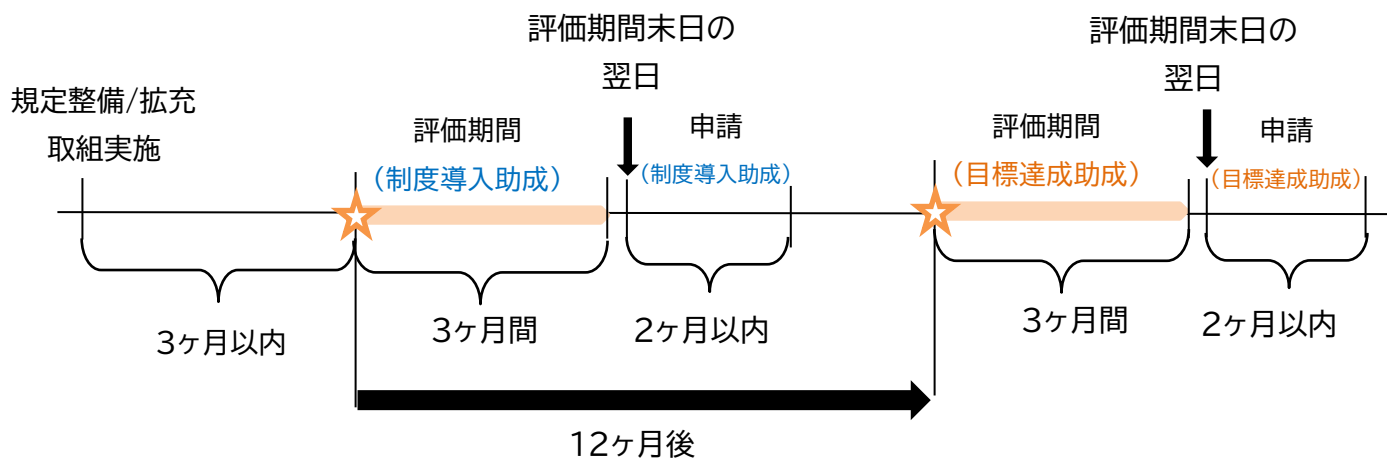 評価期間末日の
翌日
評価期間末日の
翌日
規定整備/拡充
取組実施
評価期間
(制度導入助成)
申請
(制度導入助成)
評価期間
(目標達成助成)
申請
(目標達成助成)
3ヶ月以内
3ヶ月間
2ヶ月以内
3ヶ月間
2ヶ月以内
12ヶ月後